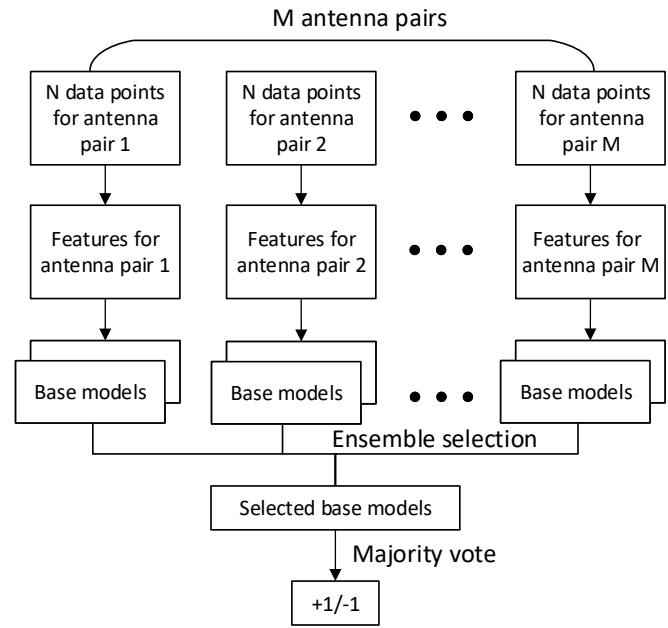 M antenna pairs
N data points
for antenna
pair 1
N data points
for antenna
pair 2
N data points
for antenna
pair M
Features for
antenna pair 1
Features for
antenna pair 2
Features for
antenna pair M
Base models
Base models
Base models
Ensemble selection
Selected base models
Majority vote
+1/-1